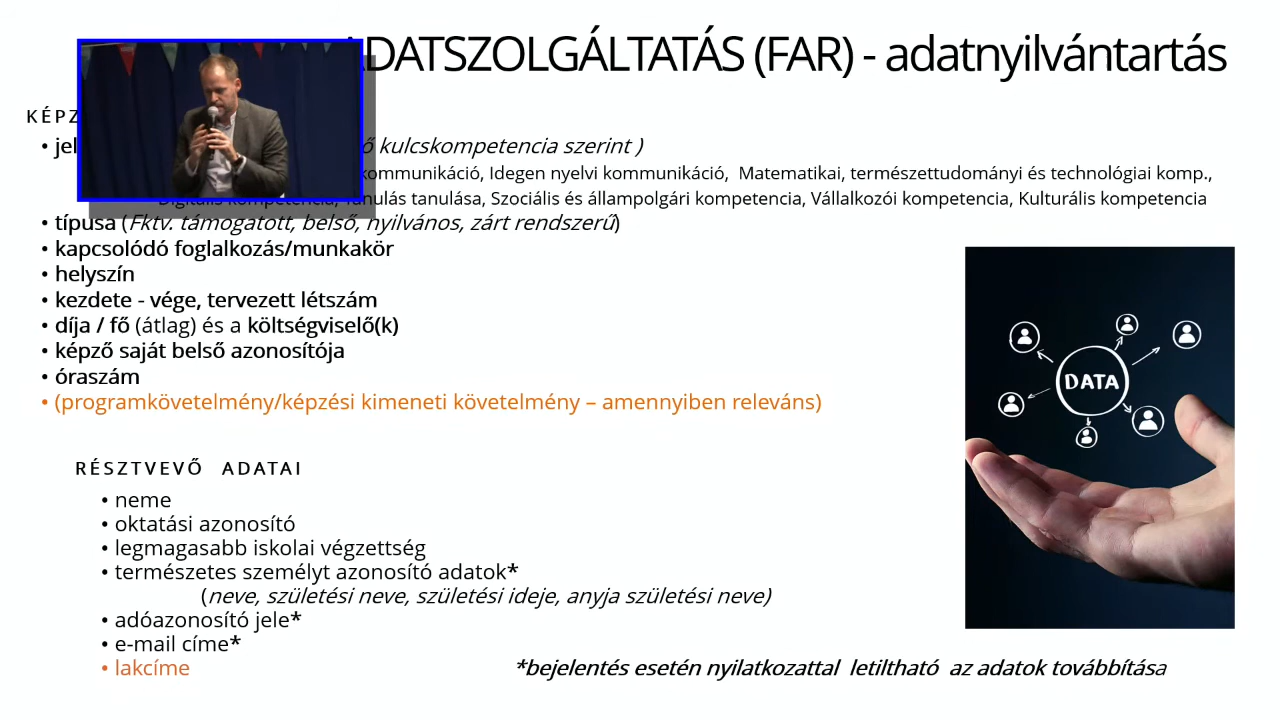 ADATSZOLGÁLTATÁS (FAR) - adatnyilvántartás
KÉPZ
• jel ő kulcskompetencia szerint )
kommunikáció, Idegen nyelvi kommunikáció, Matematikai, természettudományi és technológiai komp.,
Digitális kompetencia, Tanulás tanulása, Szociális és állampolgári kompetencia, Vállalkozói kompetencia, Kulturális kompetencia
• típusa (Fktv. támogatott, belső, nyilvános, zárt rendszerű)
• kapcsolódó foglalkozás/munkakör
• helyszín
• kezdete - vége, tervezett létszám
• díja / fő (átlag) és a költségviselő(k)
• képző saját belső azonosítója
• óraszám
• (programkövetelmény/képzési kimeneti követelmény – amennyiben releváns)
DATA
RÉSZTVEVŐ ADATAI
• neme
• oktatási azonosító
• legmagasabb iskolai végzettség
• természetes személyt azonosító adatok*
(neve, születési neve, születési ideje, anyja születési neve)
• adóazonosító jele*
• e-mail címe*
• lakcíme
*bejelentés esetén nyilatkozattal letiltható az adatok továbbítása